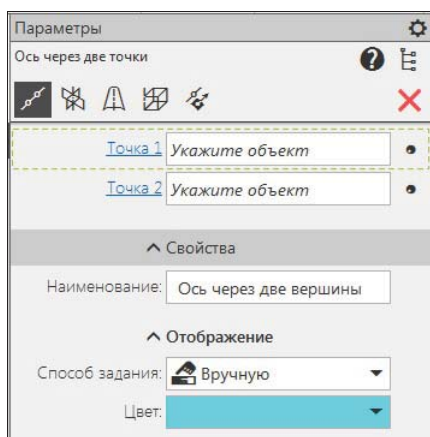 Параметры
Ось через две точки
Точка 1 Укажите объект
Точка 2 Укажите объект
Свойства
Наименование: Ось через две вершины
Отображение
Способ задания: Вручную
Цвет: